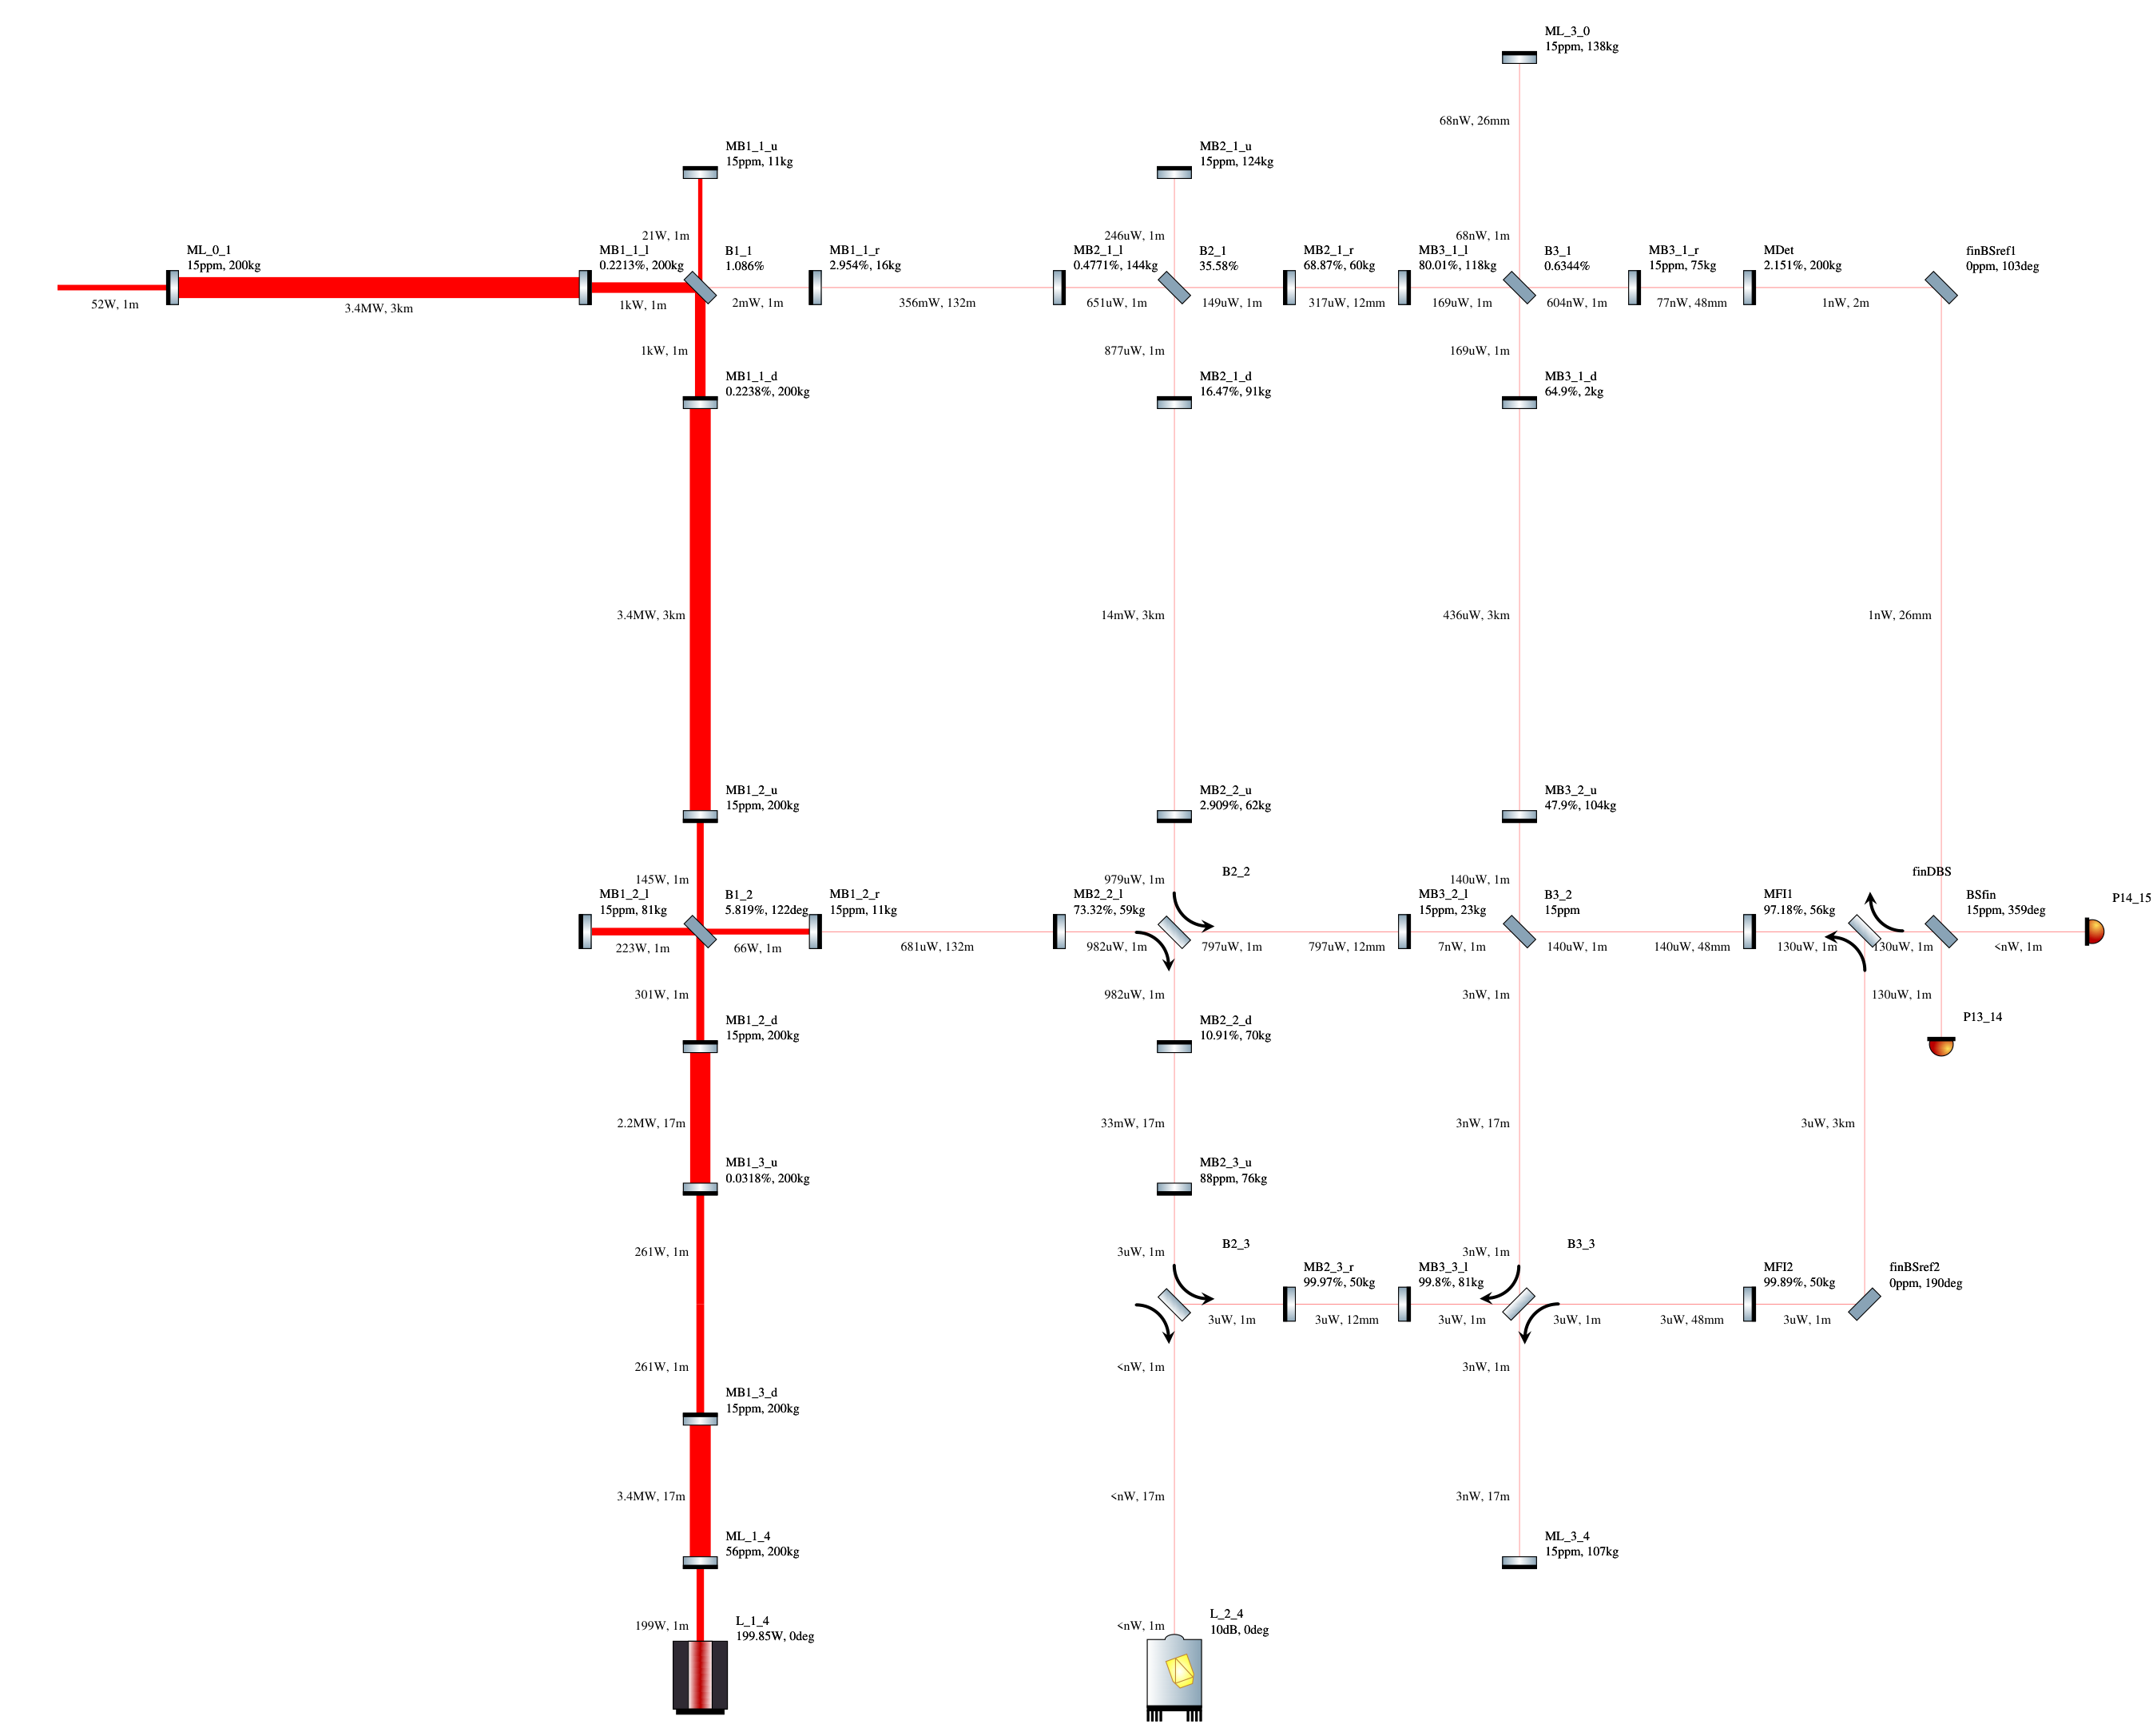 ML_3_0
15ppm, 138kg
68nW, 26mm
MB1_1_u
15ppm, 11kg
MB2_1_u
15ppm, 124kg
21W, 1m
246uW, 1m
68nW, 1m
ML_0_1
15ppm, 200kg
MB1_1_l
0.2213%, 200kg
B1_1
1.086%
MB1_1_r
2.954%, 16kg
MB2_1_l
0.4771%, 144kg
B2_1
35.58%
MB2_1_r
68.87%, 60kg
MB3_1_l
80.01%, 118kg
B3_1
0.6344%
MB3_1_r
15ppm, 75kg
MDet
2.151%, 200kg
finBSref1
0ppm, 103deg
52W, 1m
3.4MW, 3km
1kW, 1m
2mW, 1m
356mW, 132m
651uW, 1m
149uW, 1m
317uW, 12mm
169uW, 1m
604nW, 1m
77nW, 48mm
1nW, 2m
1kW, 1m
877uW, 1m
169uW, 1m
MB1_1_d
0.2238%, 200kg
MB2_1_d
16.47%, 91kg
MB3_1_d
64.9%, 2kg
3.4MW, 3km
14mW, 3km
436uW, 3km
1nW, 26mm
MB1_2_u
15ppm, 200kg
MB2_2_u
2.909%, 62kg
MB3_2_u
47.9%, 104kg
145W, 1m
979uW, 1m
B2_2
140uW, 1m
finDBS
MB1_2_l
15ppm, 81kg
B1_2
5.819%, 122deg
MB1_2_r
15ppm, 11kg
MB2_2_l
73.32%, 59kg
MB3_2_l
15ppm, 23kg
B3_2
15ppm
MFI1
97.18%, 56kg
BSfin
15ppm, 359deg
P14_15
223W, 1m
66W, 1m
681uW, 132m
982uW, 1m
797uW, 1m
797uW, 12mm
7nW, 1m
140uW, 1m
140uW, 48mm
130uW, 1m
130uW, 1m
<nW, 1m
301W, 1m
982uW, 1m
3nW, 1m
130uW, 1m
MB1_2_d
15ppm, 200kg
MB2_2_d
10.91%, 70kg
P13_14
2.2MW, 17m
33mW, 17m
3nW, 17m
3uW, 3km
MB1_3_u
0.0318%, 200kg
MB2_3_u
88ppm, 76kg
261W, 1m
3uW, 1m
B2_3
3nW, 1m
B3_3
MB2_3_r
99.97%, 50kg
MB3_3_l
99.8%, 81kg
MFI2
99.89%, 50kg
finBSref2
0ppm, 190deg
3uW, 1m
3uW, 12mm
3uW, 1m
3uW, 1m
3uW, 48mm
3uW, 1m
261W, 1m
<nW, 1m
3nW, 1m
MB1_3_d
15ppm, 200kg
3.4MW, 17m
<nW, 17m
3nW, 17m
ML_1_4
56ppm, 200kg
ML_3_4
15ppm, 107kg
199W, 1m
L_1_4
199.85W, 0deg
<nW, 1m
L_2_4
10dB, 0deg